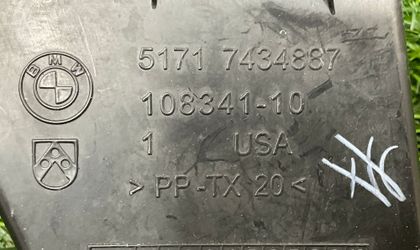 BMW
5171 7434887
108341-10
1 USA
> PP-TX 20 <